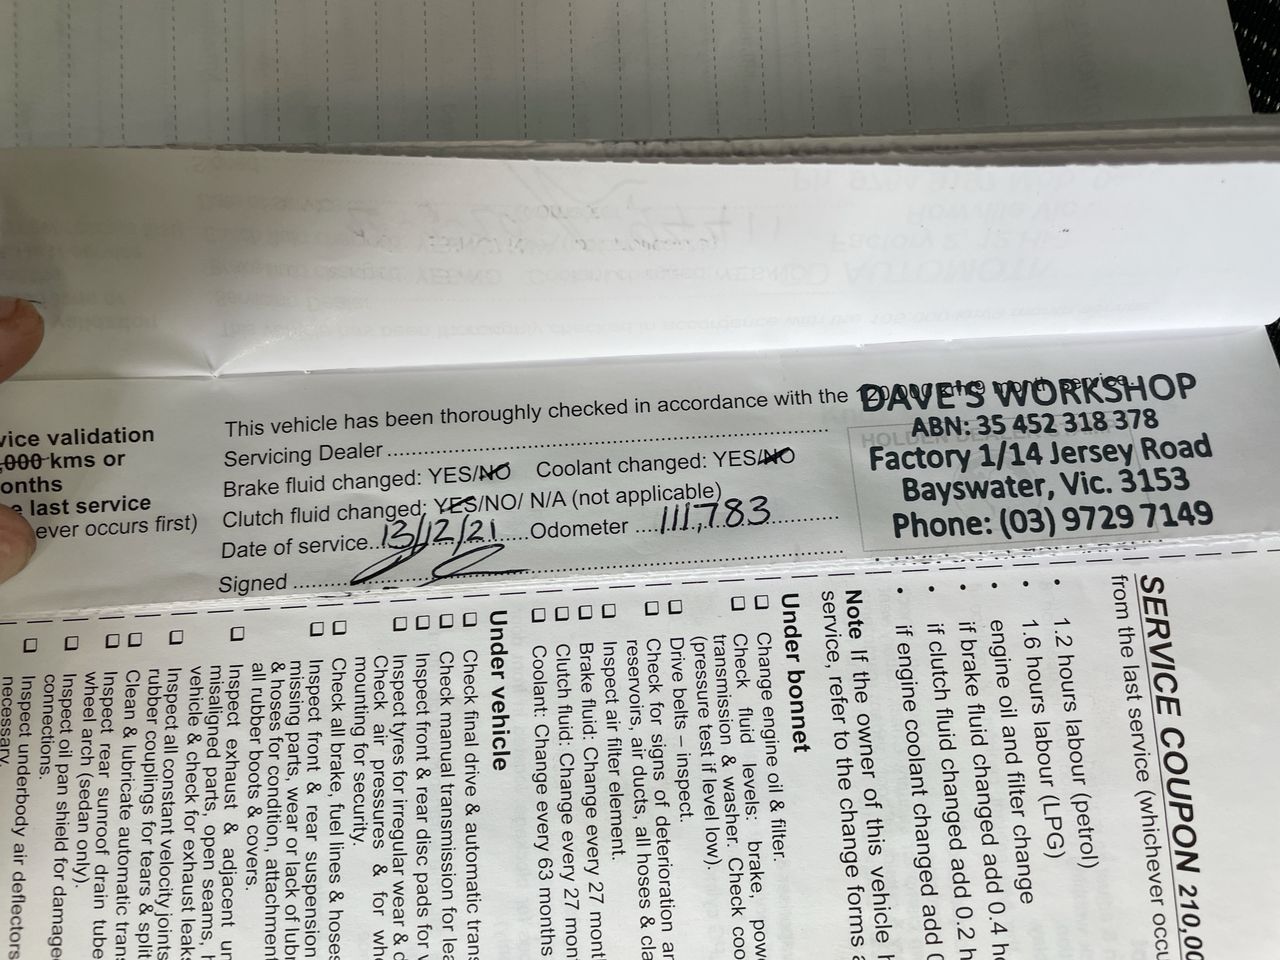 vice validation
,000 kms or
onths
e last service
ever occurs first)
This vehicle has been thoroughly checked in accordance with the month service.
Servicing Dealer
Brake fluid changed: YES/NO Coolant changed: YES/NO
Clutch fluid changed: YES/NO/ N/A (not applicable)
Date of service 13/12/21 Odometer 111,783
Signed
DAVE'S WORKSHOP
ABN: 35 452 318 378
HOLDEN DEALER
Factory 1/14 Jersey Road
Bayswater, Vic. 3153
Phone: (03) 9729 7149
SERVICE COUPON 210,00
from the last service (whichever occu
• 1.2 hours labour (petrol)
• 1.6 hours labour (LPG)
• engine oil and filter change
• if brake fluid changed add 0.4 h
• if clutch fluid changed add 0.2 h
• if engine coolant changed add
Note If the owner of this vehicle h
service, refer to the change forms a
Under bonnet
Change engine oil & filter.
Check fluid levels: brake, pow
transmission & washer. Check coo
(pressure test if level low).
Drive belts – inspect.
Check for signs of deterioration ar
reservoirs, air ducts, all hoses & cla
Inspect air filter element.
Brake fluid: Change every 27 mont
Clutch fluid: Change every 27 mon
Coolant: Change every 63 months
Under vehicle
Check final drive & automatic trans
Check manual transmission for lea
Inspect front & rear disc pads for w
Inspect tyres for irregular wear & d
Check air pressures & for whe
mounting for security.
Check all brake, fuel lines & hoses
Inspect front & rear suspension
missing parts, wear or lack of lubr
& hoses for condition, attachment
all rubber boots & covers.
Inspect exhaust & adjacent un
misaligned parts, open seams, h
vehicle & check for exhaust leaks
Inspect all constant velocity joints
rubber couplings for tears & split
Clean & lubricate automatic trans
Inspect rear sunroof drain tube
wheel arch (sedan only).
Inspect oil pan shield for damage
connections.
Inspect underbody air deflectors
necessary.